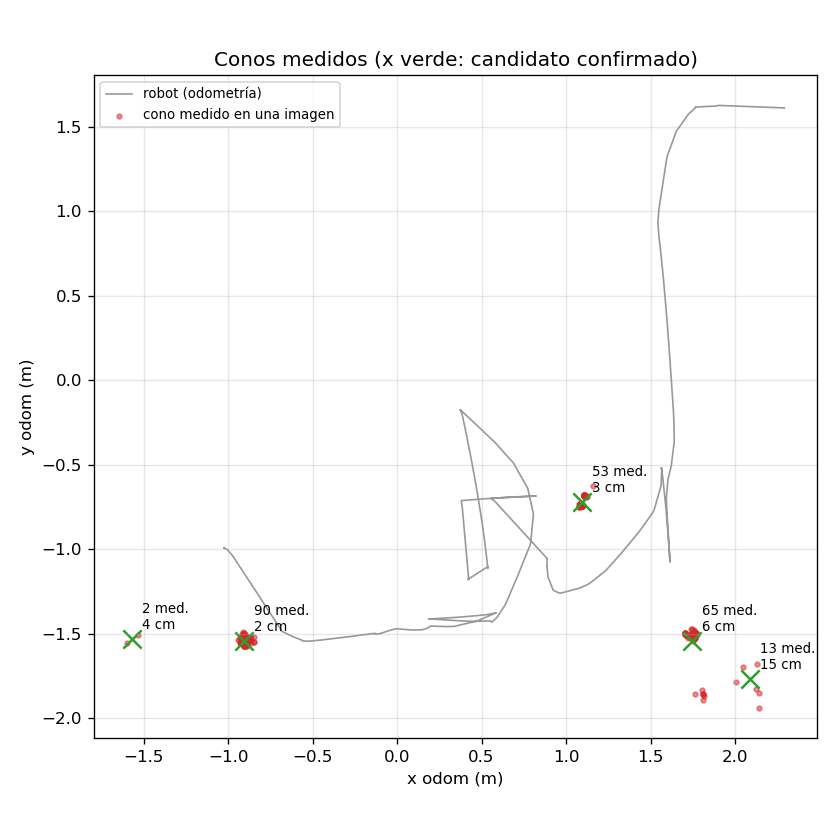 Conos medidos (x verde: candidato confirmado)
robot (odometría)
cono medido en una imagen
1.5
1.0
0.5
0.0
−0.5
−1.0
−1.5
−2.0
y odom (m)
53 med.
3 cm
2 med.
4 cm
90 med.
2 cm
65 med.
6 cm
13 med.
15 cm
−1.5
−1.0
−0.5
0.0
0.5
1.0
1.5
2.0
x odom (m)